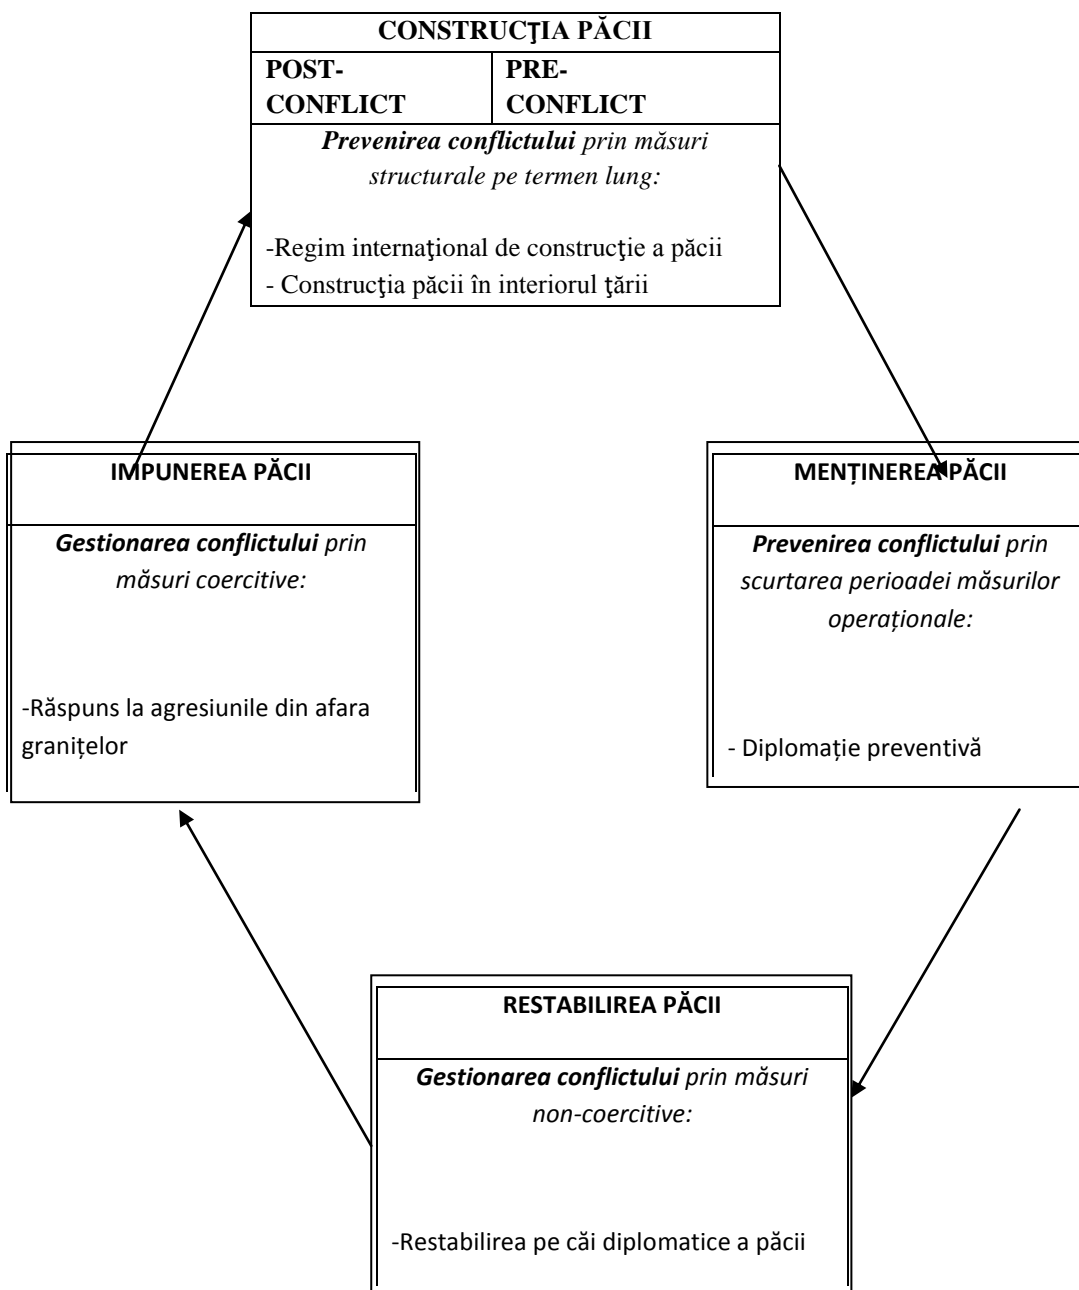 CONSTRUCŢIA PĂCII
POST-
CONFLICT
PRE-
CONFLICT
Prevenirea conflictului prin măsuri
structurale pe termen lung:
-Regim internaţional de construcţie a păcii
- Construcţia păcii în interiorul ţării
IMPUNEREA PĂCII
Gestionarea conflictului prin
măsuri coercitive:
-Răspuns la agresiunile din afara
granițelor
MENȚINEREA PĂCII
Prevenirea conflictului prin
scurtarea perioadei măsurilor
operaționale:
- Diplomație preventivă
RESTABILIREA PĂCII
Gestionarea conflictului prin măsuri
non-coercitive:
-Restabilirea pe căi diplomatice a păcii